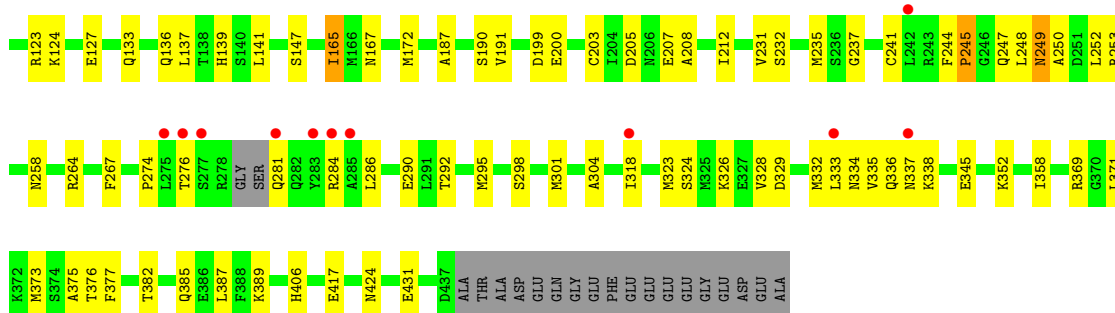 R123 K124 E127 Q133 Q136 L137 T138 H139 S140 L141 S147 I165 M166 N167 M172 A187 S190 V191 D199 E200 C203 I204 D205 N206 E207 A208 I212 V231 S232 M235 S236 G237 C241 L242 R243 F244 P245 G246 Q247 L248 N249 A250 D251 L252 R253
N258 R264 F267 P274 L275 T276 S277 R278 GLY SER Q281 Q282 Y283 R284 A285 L286 E290 L291 T292 M295 S298 M301 A304 I318 M323 S324 M325 K326 E327 V328 D329 M332 L333 N334 V335 Q336 N337 K338 E345 K352 I358 R369 G370 L371
K372 M373 S374 A375 T376 F377 T382 Q385 E386 L387 F388 K389 H406 E417 N424 E431 D437 ALA THR ALA ASP GLU GLN GLY GLU GLU PHE GLU GLU GLU GLU GLY GLU ASP GLU ALA